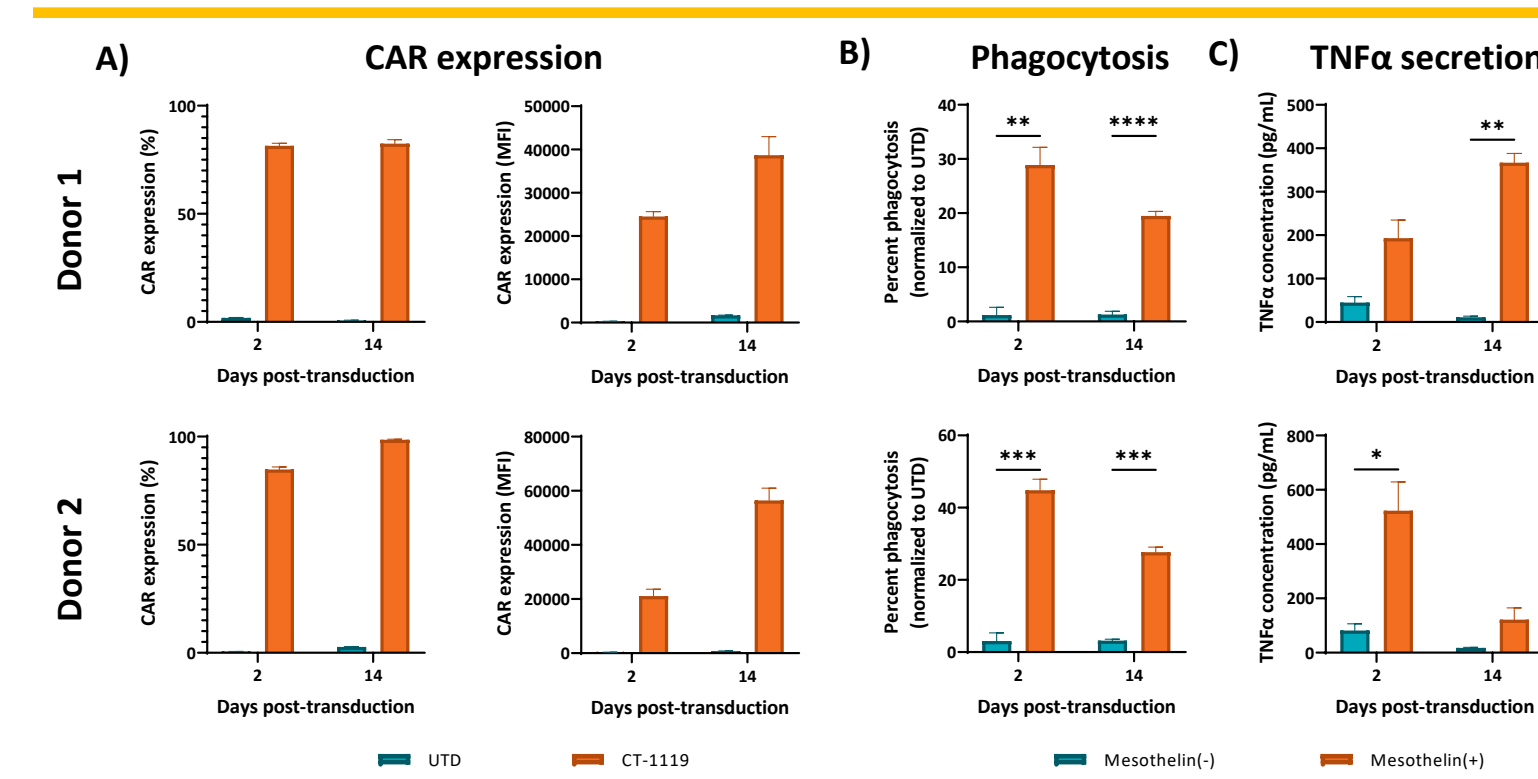 A)
CAR expression
B)
Phagocytosis
C)
TNFα secretion
Donor 1
CAR expression (%)
100
50
0
2
14
Days post-transduction
CAR expression (MFI)
50000
40000
30000
20000
10000
0
2
14
Days post-transduction
Percent phagocytosis
(normalized to UTD)
40
30
20
10
0
**
****
2
14
Days post-transduction
TNFα concentration (pg/mL)
500
400
300
200
100
0
**
2
14
Days post-transduction
Donor 2
CAR expression (%)
100
50
0
2
14
Days post-transduction
CAR expression (MFI)
80000
60000
40000
20000
0
2
14
Days post-transduction
Percent phagocytosis
(normalized to UTD)
60
40
20
0
***
***
2
14
Days post-transduction
TNFα concentration (pg/mL)
800
600
400
200
0
*
2
14
Days post-transduction
UTD
CT-1119
Mesothelin(-)
Mesothelin(+)